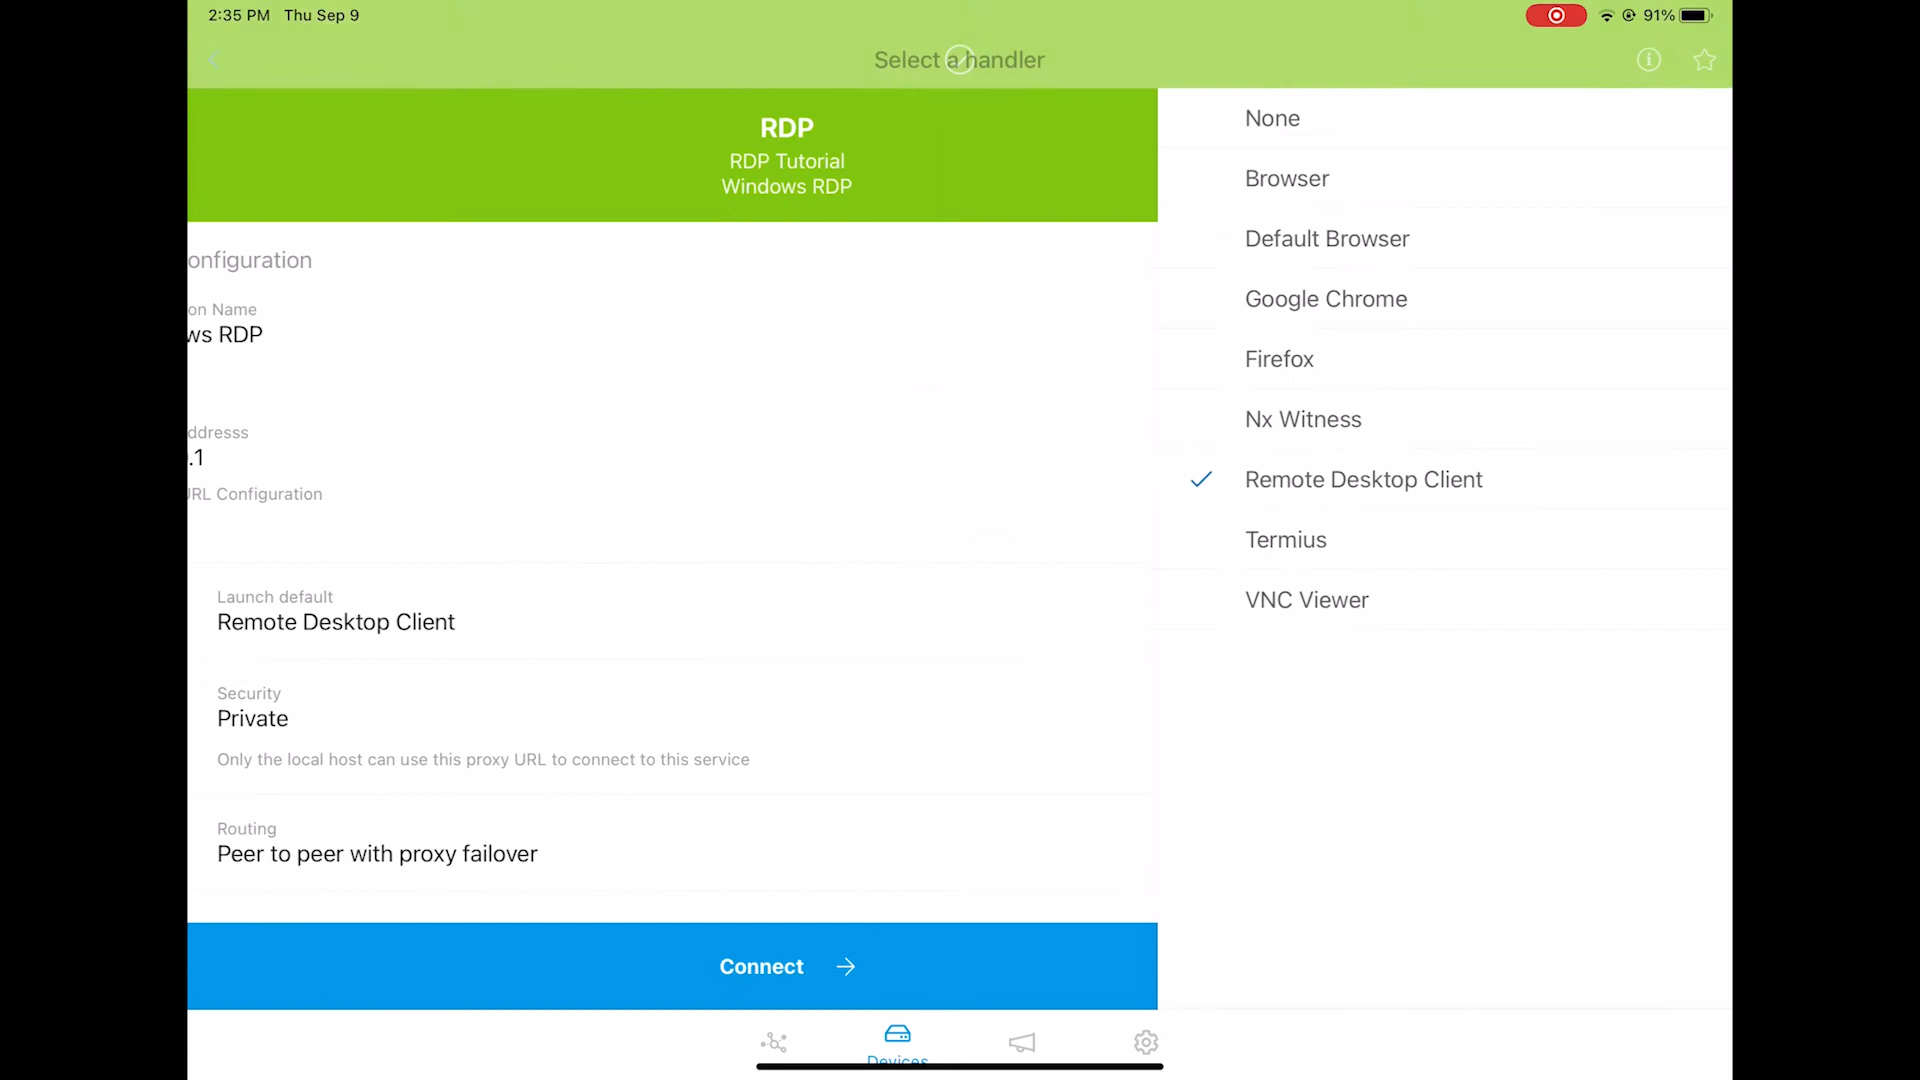 2:35 PM Thu Sep 9
91%
Select a handler
RDP
RDP Tutorial
Windows RDP
onfiguration
on Name
ws RDP
ddresss
.1
URL Configuration
Launch default
Remote Desktop Client
Security
Private
Only the local host can use this proxy URL to connect to this service
Routing
Peer to peer with proxy failover
Connect
None
Browser
Default Browser
Google Chrome
Firefox
Nx Witness
Remote Desktop Client
Termius
VNC Viewer
Devices